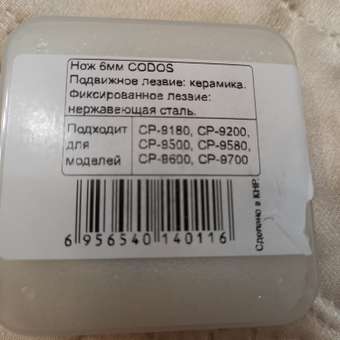 Нож 6мм CODOS
Подвижное лезвие: керамика.
Фиксированное лезвие:
нержавеющая сталь.
Подходит для моделей
CP-9180, CP-9200,
CP-9500, CP-9580,
CP-9600, CP-9700
6 956540 140116
Сделано в КНР.